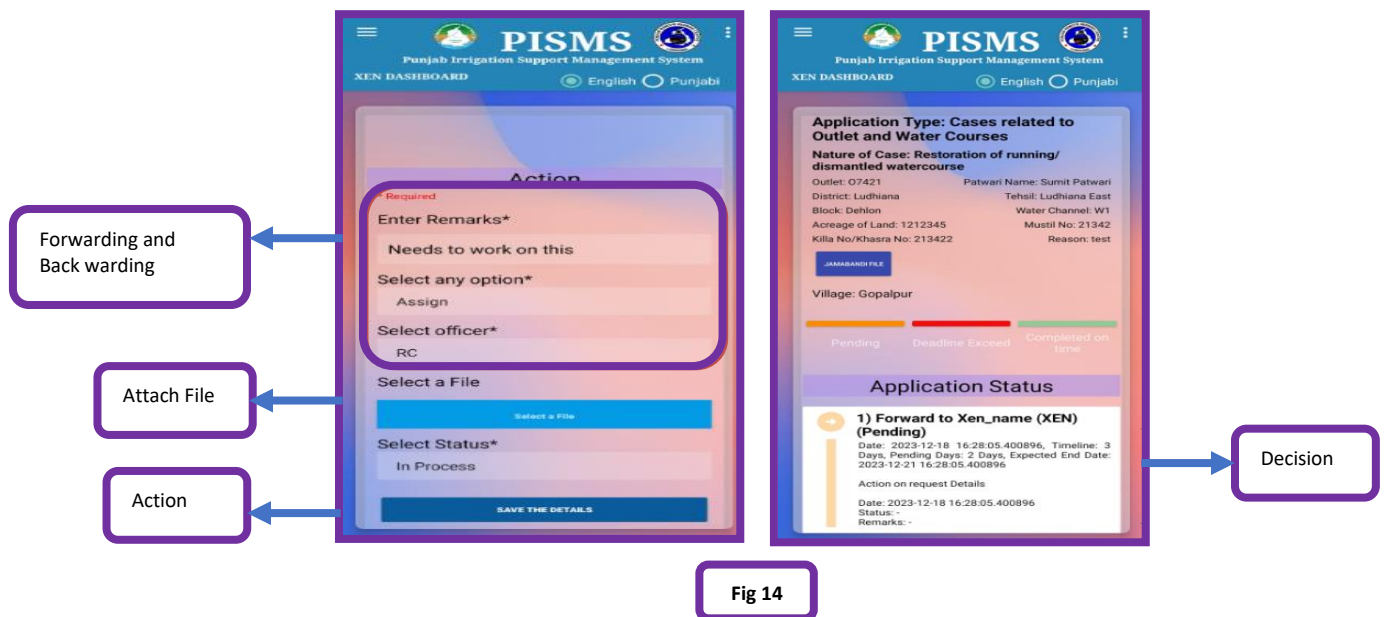 PISMS
Punjab Irrigation Support Management System
XEN DASHBOARD
English Punjabi
Action
* Required
Enter Remarks*
Needs to work on this
Select any option*
Assign
Select officer*
RC
Select a File
Select a File
Select Status*
In Process
SAVE THE DETAILS
Forwarding and
Back warding
Attach File
Action
PISMS
Punjab Irrigation Support Management System
XEN DASHBOARD
English Punjabi
Application Type: Cases related to
Outlet and Water Courses
Nature of Case: Restoration of running/
dismantled watercourse
Outlet: O7421 Patwari Name: Sumit Patwari
District: Ludhiana Tehsil: Ludhiana East
Block: Dehlon Water Channel: W1
Acreage of Land: 1212345 Mustil No: 21342
Killa No/Khasra No: 213422 Reason: test
JAMABANDI FILE
Village: Gopalpur
Pending Deadline Exceed Completed on
time
Application Status
1) Forward to Xen_name (XEN)
(Pending)
Date: 2023-12-18 16:28:05.400896, Timeline: 3
Days, Pending Days: 2 Days, Expected End Date:
2023-12-21 16:28:05.400896
Action on request Details
Date: 2023-12-18 16:28:05.400896
Status: -
Remarks: -
Decision
Fig 14